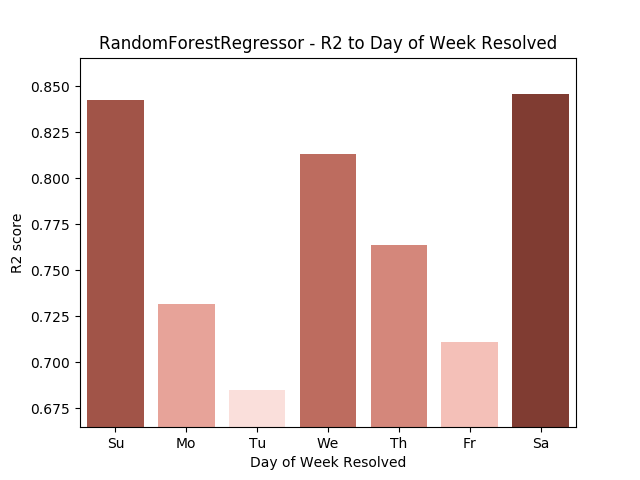 RandomForestRegressor - R2 to Day of Week Resolved
R2 score
0.850
0.825
0.800
0.775
0.750
0.725
0.700
0.675
Su Mo Tu We Th Fr Sa
Day of Week Resolved